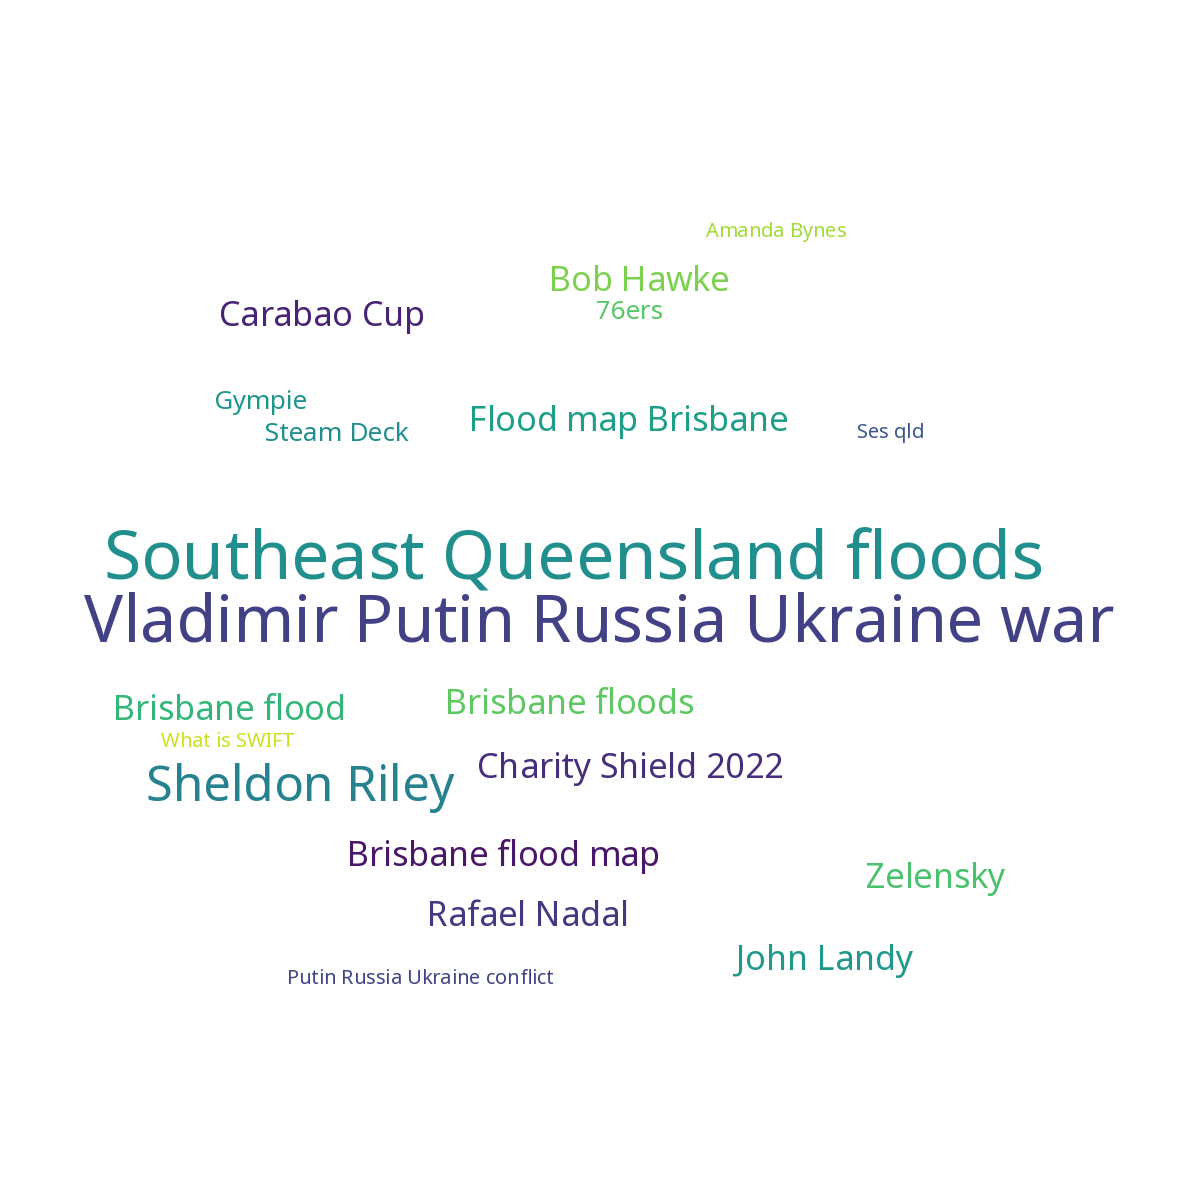 Amanda Bynes
Bob Hawke
76ers
Carabao Cup
Gympie
Steam Deck
Flood map Brisbane
Ses qld
Southeast Queensland floods
Vladimir Putin Russia Ukraine war
Brisbane flood
Brisbane floods
What is SWIFT
Sheldon Riley
Charity Shield 2022
Brisbane flood map
Zelensky
Rafael Nadal
John Landy
Putin Russia Ukraine conflict